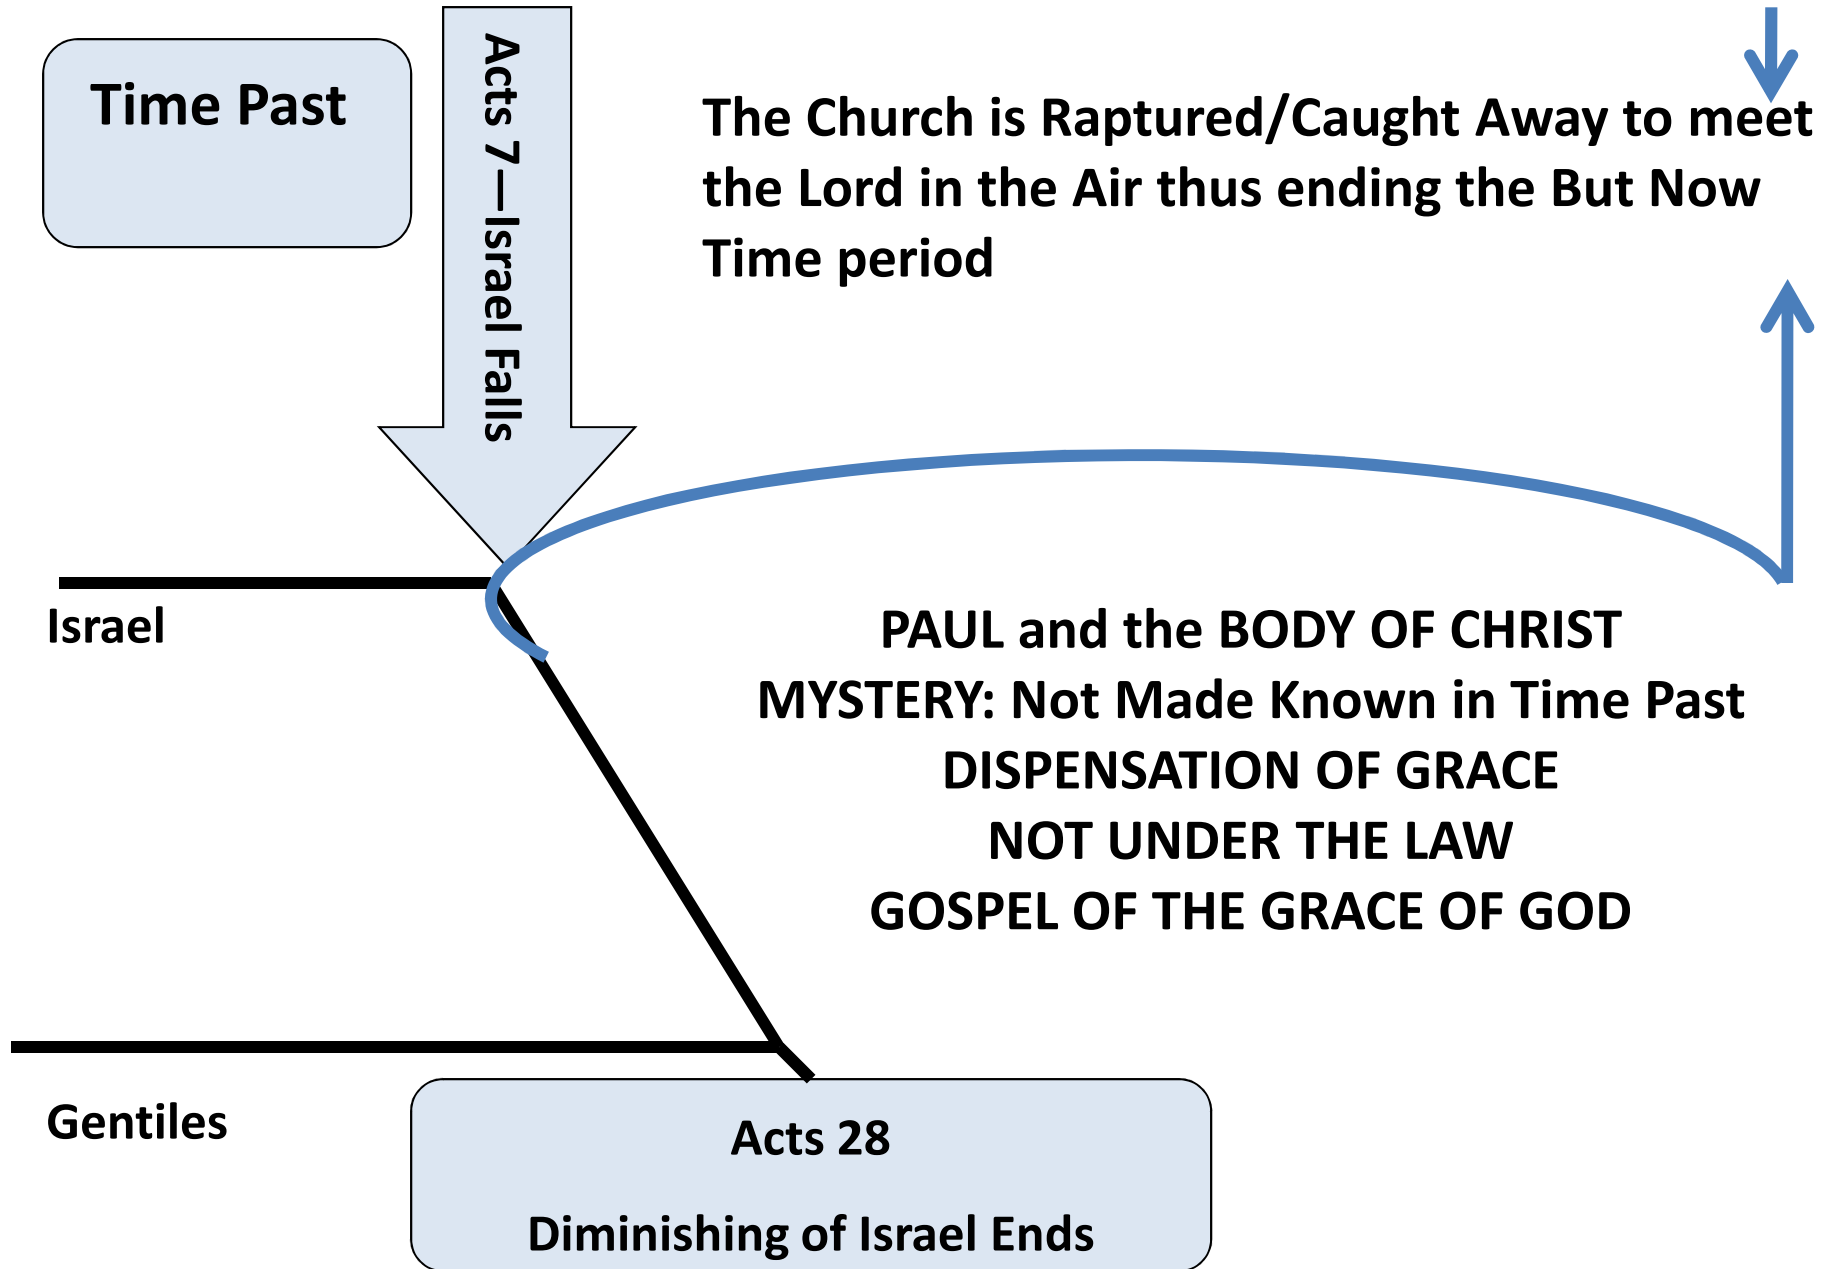 Time Past
Acts 7—Israel Falls
The Church is Raptured/Caught Away to meet
the Lord in the Air thus ending the But Now
Time period
Israel
PAUL and the BODY OF CHRIST
MYSTERY: Not Made Known in Time Past
DISPENSATION OF GRACE
NOT UNDER THE LAW
GOSPEL OF THE GRACE OF GOD
Gentiles
Acts 28
Diminishing of Israel Ends